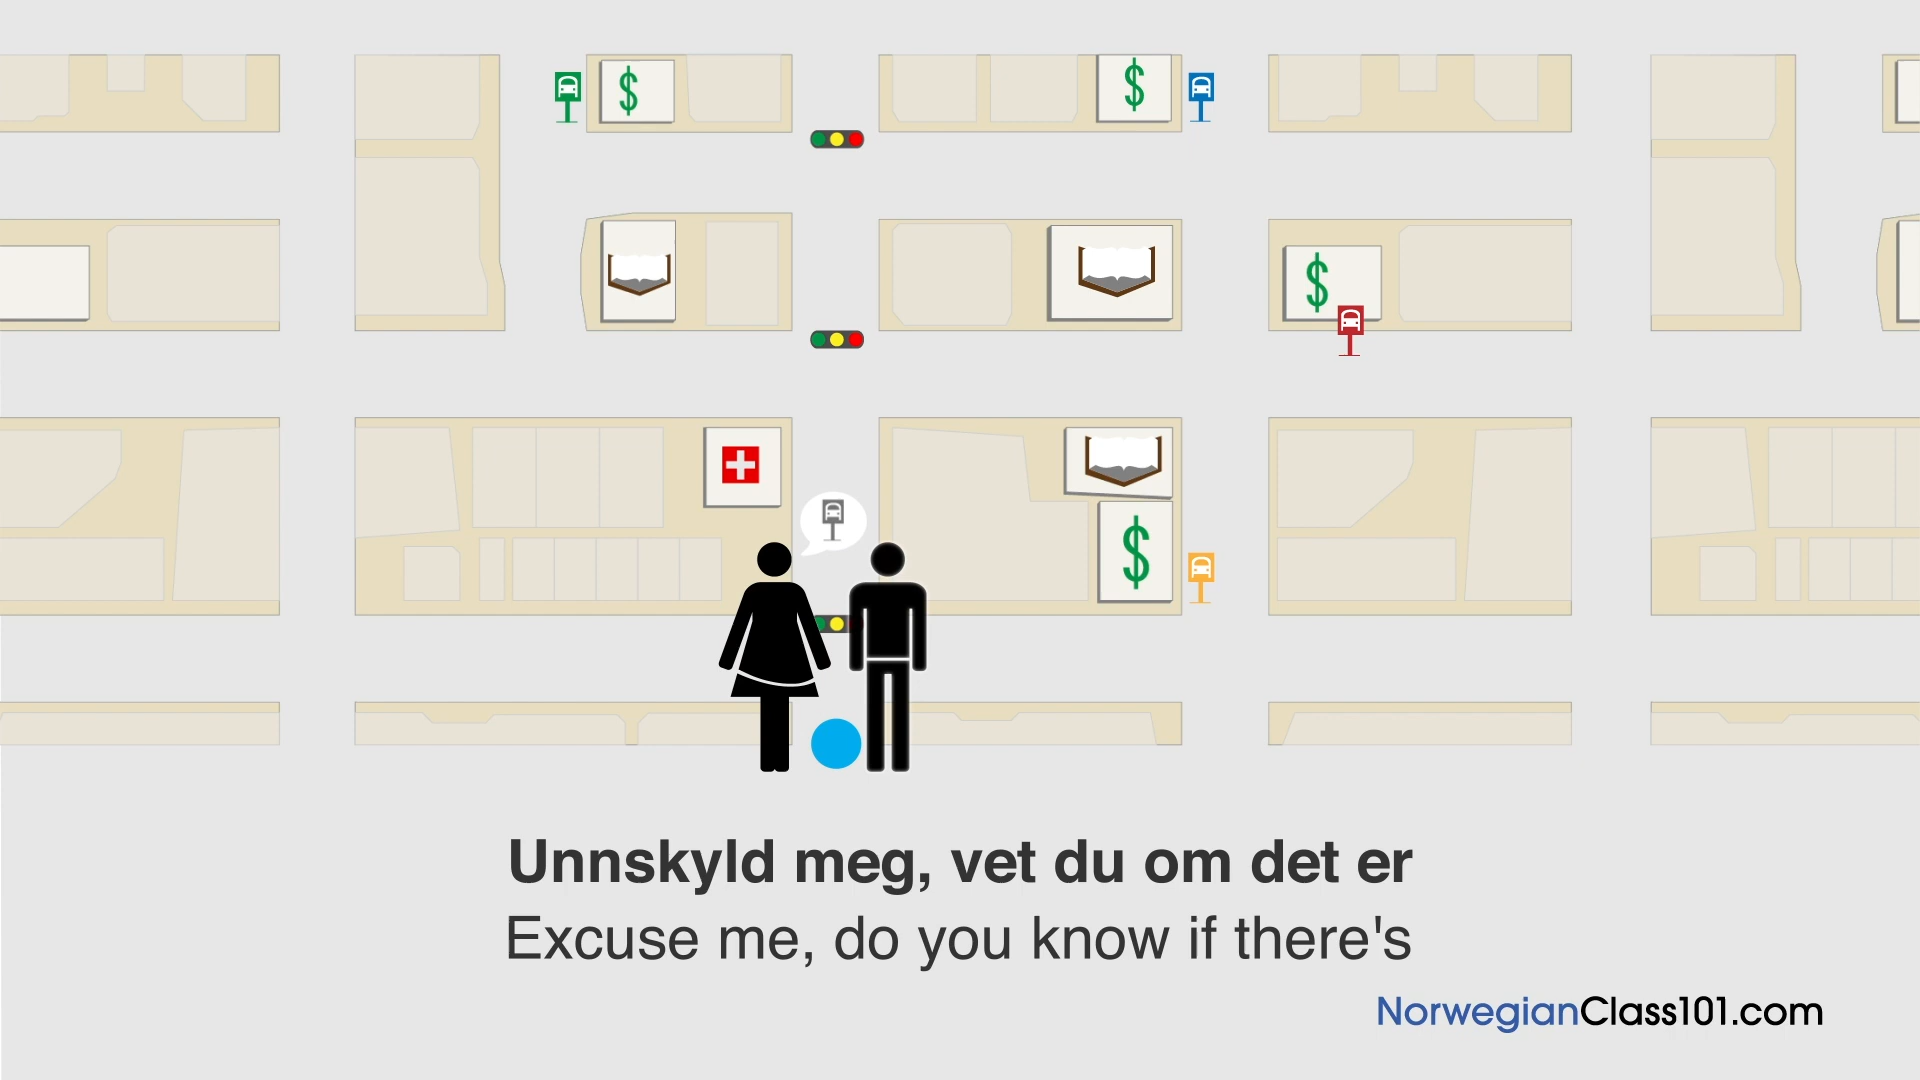 $ $
$
$
Unnskyld meg, vet du om det er
Excuse me, do you know if there's
NorwegianClass101.com